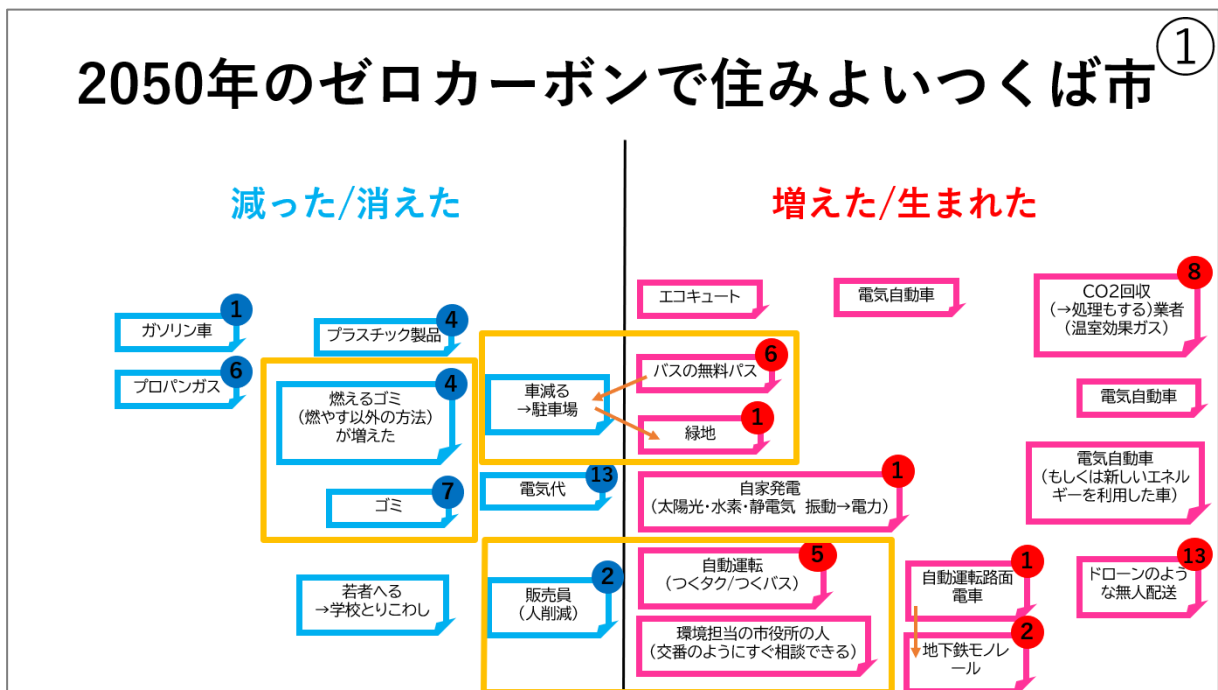 ①
2050年のゼロカーボンで住みよいつくば市
減った/消えた
ガソリン車
1
プラスチック製品
4
プロパンガス
6
燃えるゴミ
(燃やす以外の方法)
が増えた
4
ゴミ
7
車減る
→駐車場
電気代
13
若者へる
→学校とりこわし
販売員
(人削減)
2
増えた/生まれた
エコキュート
電気自動車
CO2回収
(→処理もする)業者
(温室効果ガス)
8
バスの無料パス
6
緑地
1
電気自動車
自家発電
(太陽光・水素・静電気 振動→電力)
1
電気自動車
(もしくは新しいエネル
ギーを利用した車)
自動運転
(つくタク/つくバス)
5
自動運転路面
電車
1
ドローンのよう
な無人配送
13
環境担当の市役所の人
(交番のようにすぐ相談できる)
地下鉄モノレ
ール
2